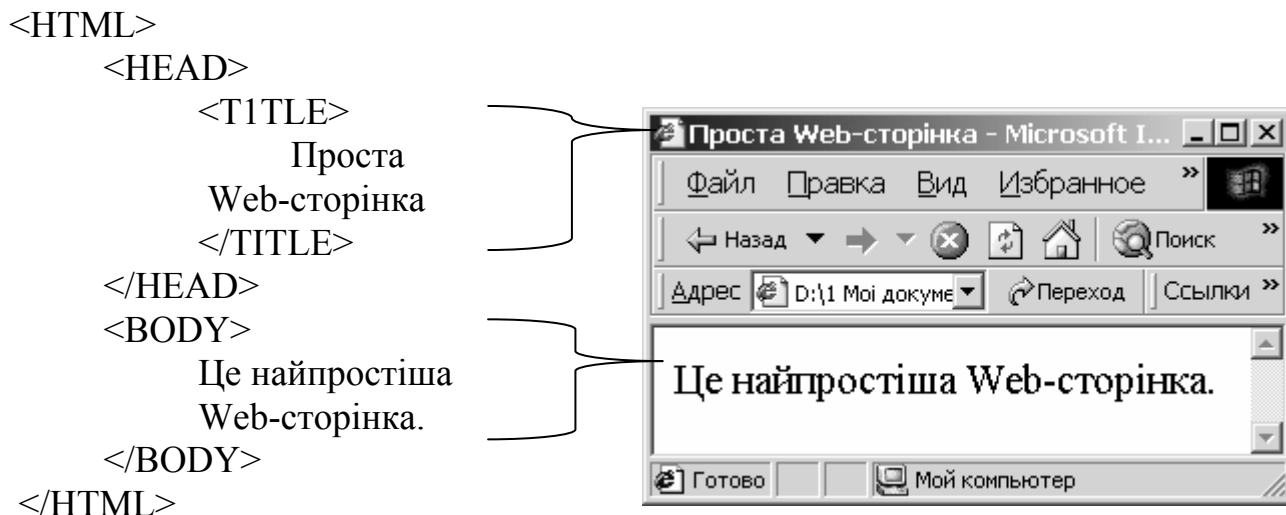 <HTML>
<HEAD>
<T1TLE>
Проста
Web-сторінка
</TITLE>
</HEAD>
<BODY>
Це найпростіша
Web-сторінка.
</BODY>
</HTML>
Проста Web-сторінка - Microsoft I...
Файл Правка Вид Избранное »
Назад Поиск »
Адрес D:\1 Мої докуме Переход Ссылки »
Це найпростіша Web-сторінка.
Готово Мой компьютер